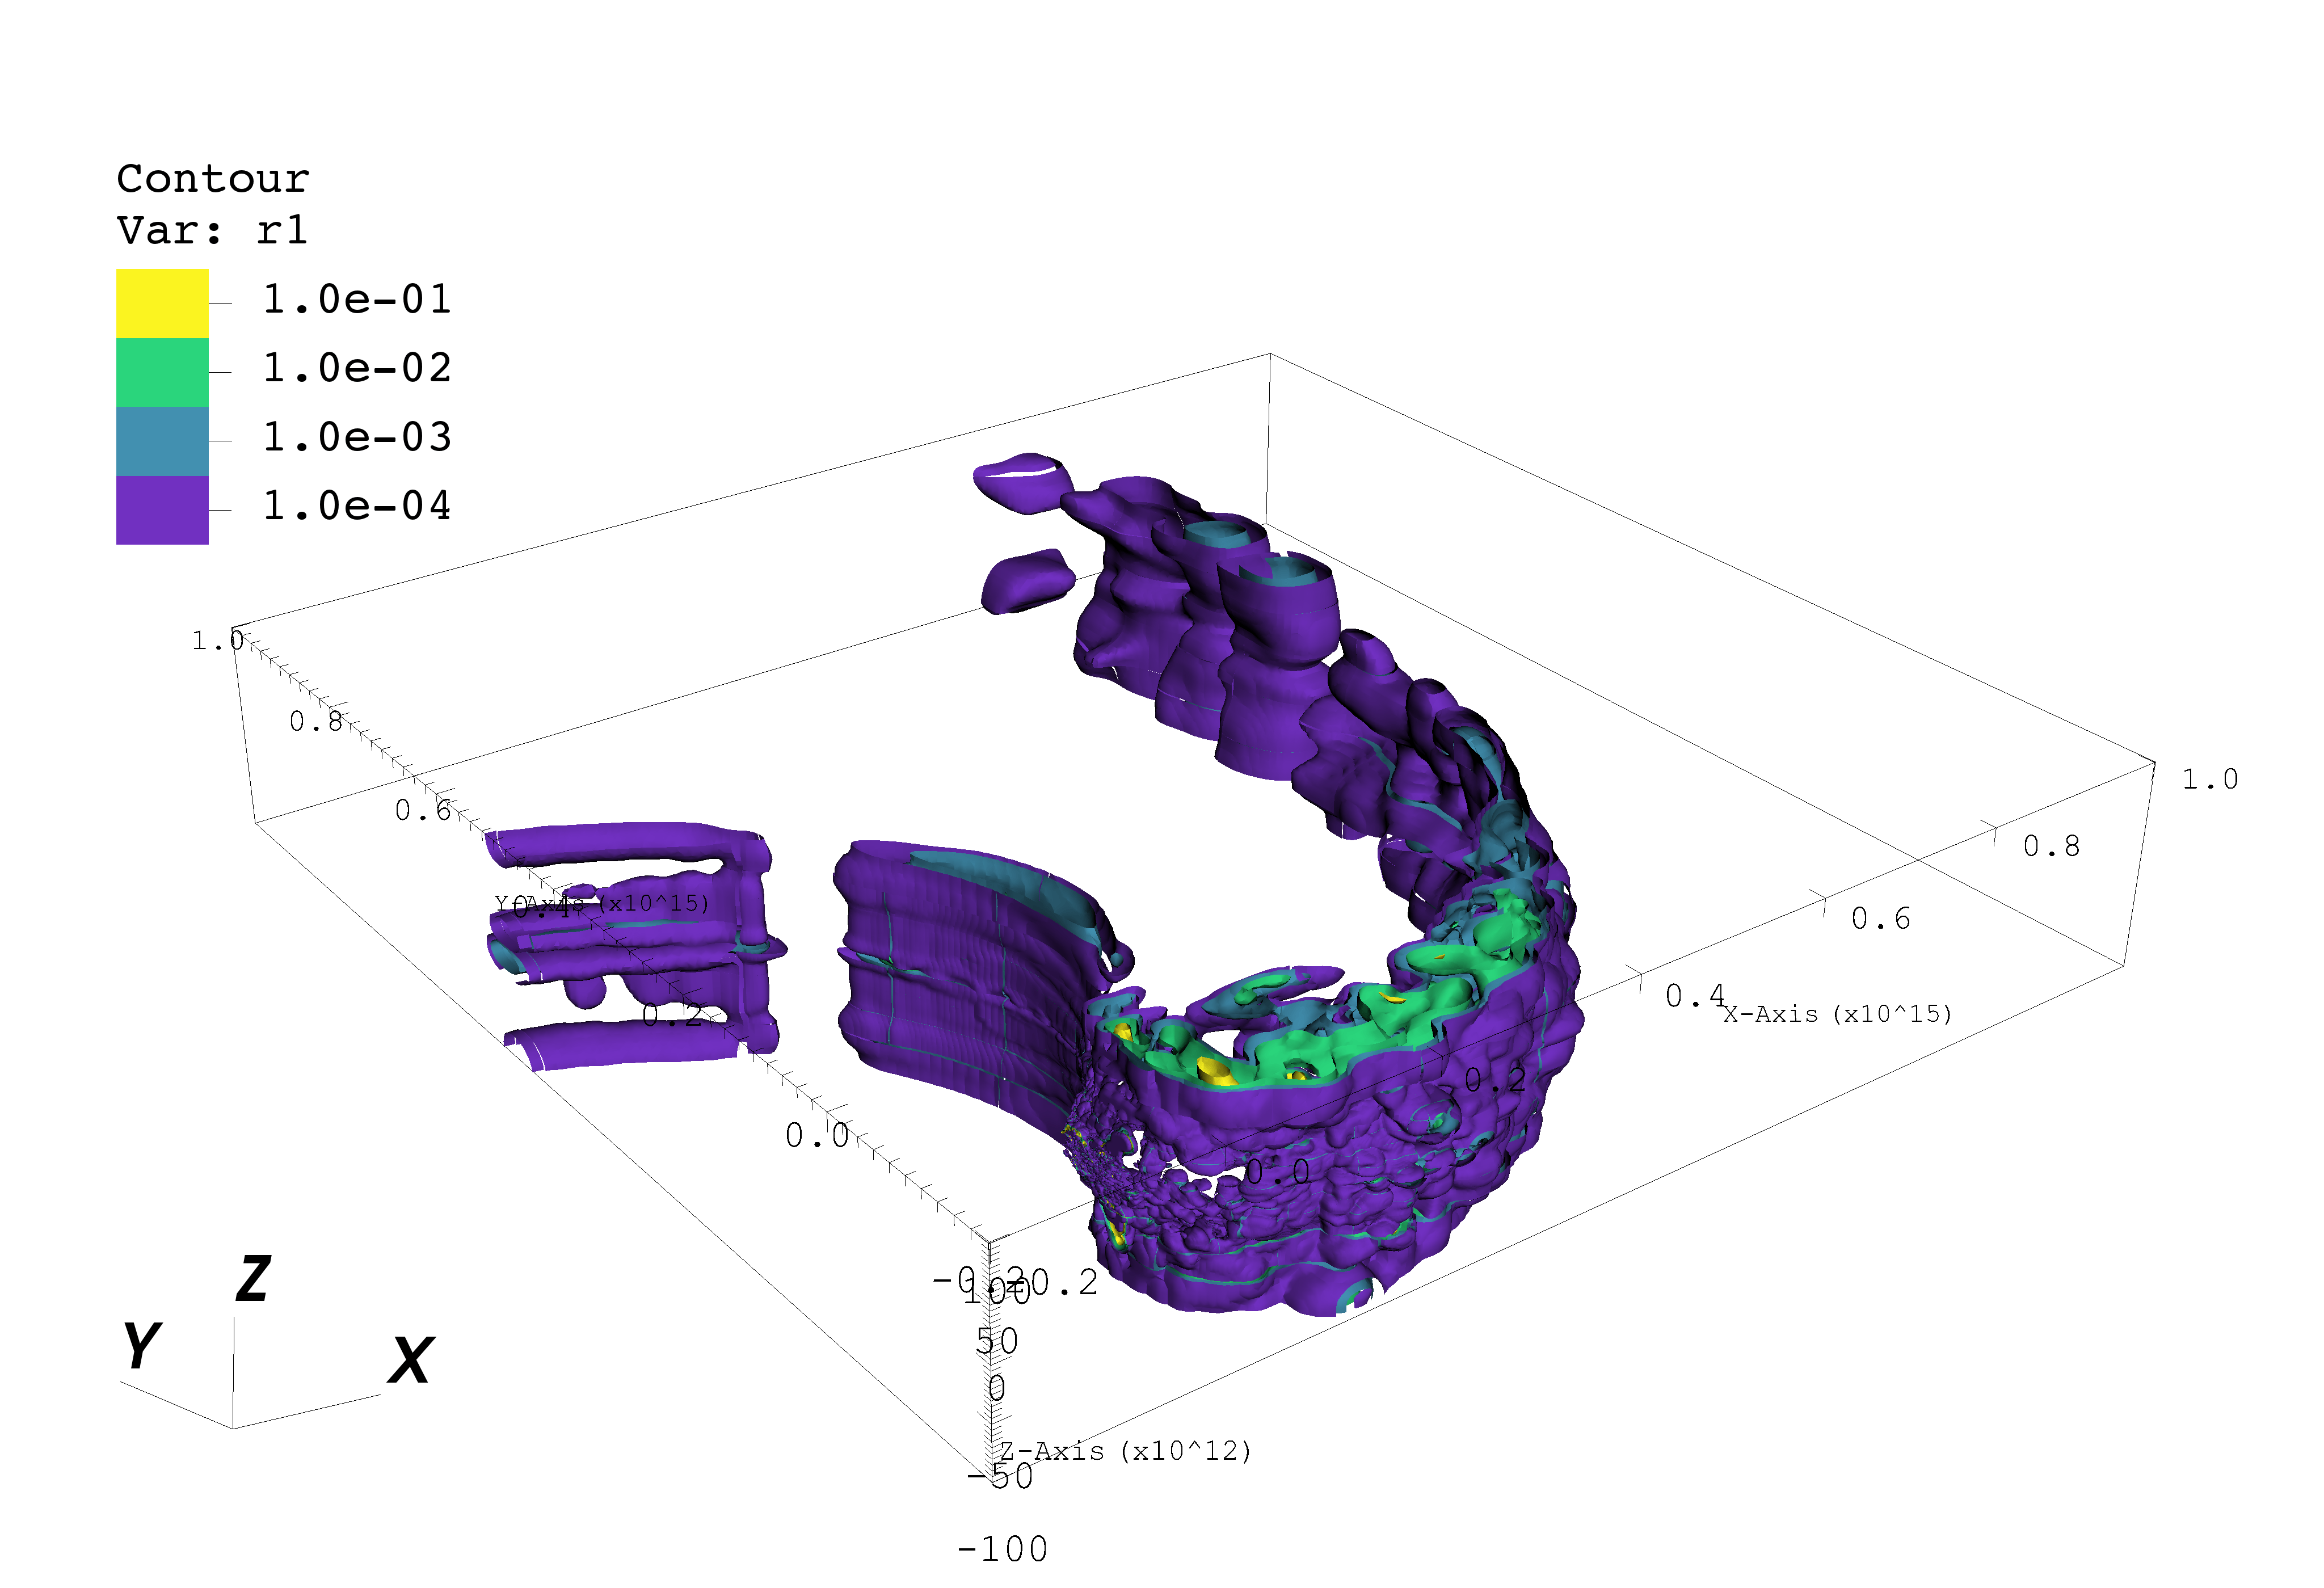 Contour
Var: r1
1.0e-01
1.0e-02
1.0e-03
1.0e-04
1.0
0.8
0.6
0.4
Y-Axis (x10^15)
0.2
0.0
-0.2
1.0
0.8
0.6
0.4
X-Axis (x10^15)
0.2
0.0
-0.2
100
50
0
Z-Axis (x10^12)
-50
-100
Z
Y
X